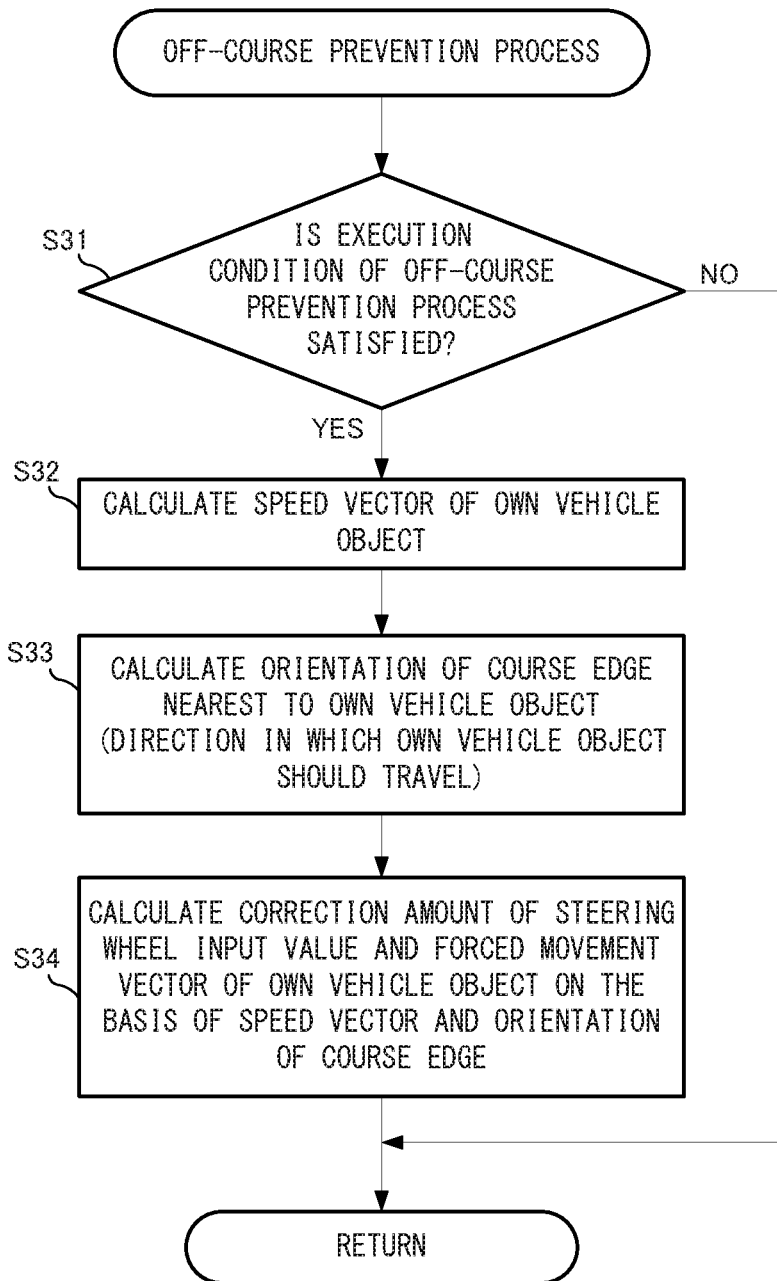 OFF-COURSE PREVENTION PROCESS
S31
IS EXECUTION
CONDITION OF OFF-COURSE
PREVENTION PROCESS
SATISFIED?
NO
YES
S32
CALCULATE SPEED VECTOR OF OWN VEHICLE
OBJECT
S33
CALCULATE ORIENTATION OF COURSE EDGE
NEAREST TO OWN VEHICLE OBJECT
(DIRECTION IN WHICH OWN VEHICLE OBJECT
SHOULD TRAVEL)
S34
CALCULATE CORRECTION AMOUNT OF STEERING
WHEEL INPUT VALUE AND FORCED MOVEMENT
VECTOR OF OWN VEHICLE OBJECT ON THE
BASIS OF SPEED VECTOR AND ORIENTATION
OF COURSE EDGE
RETURN